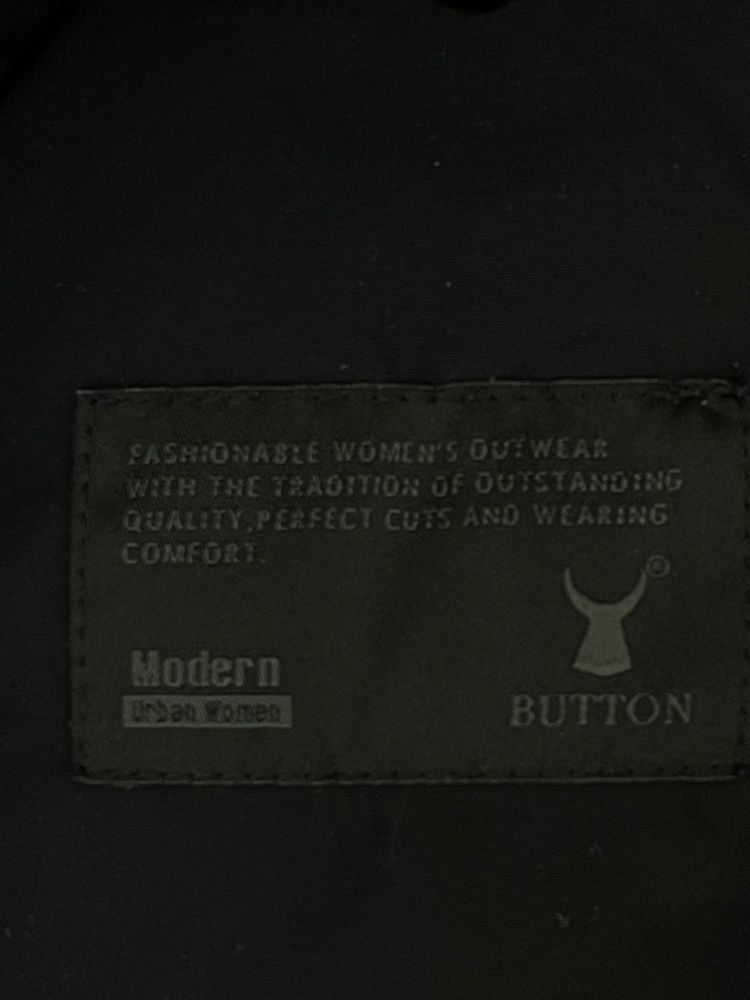 FASHIONABLE WOMEN'S OUTWEAR
WITH THE TRADITION OF OUTSTANDING
QUALITY,PERFECT CUTS AND WEARING
COMFORT.
®
Modern
Urban Women
BUTTON